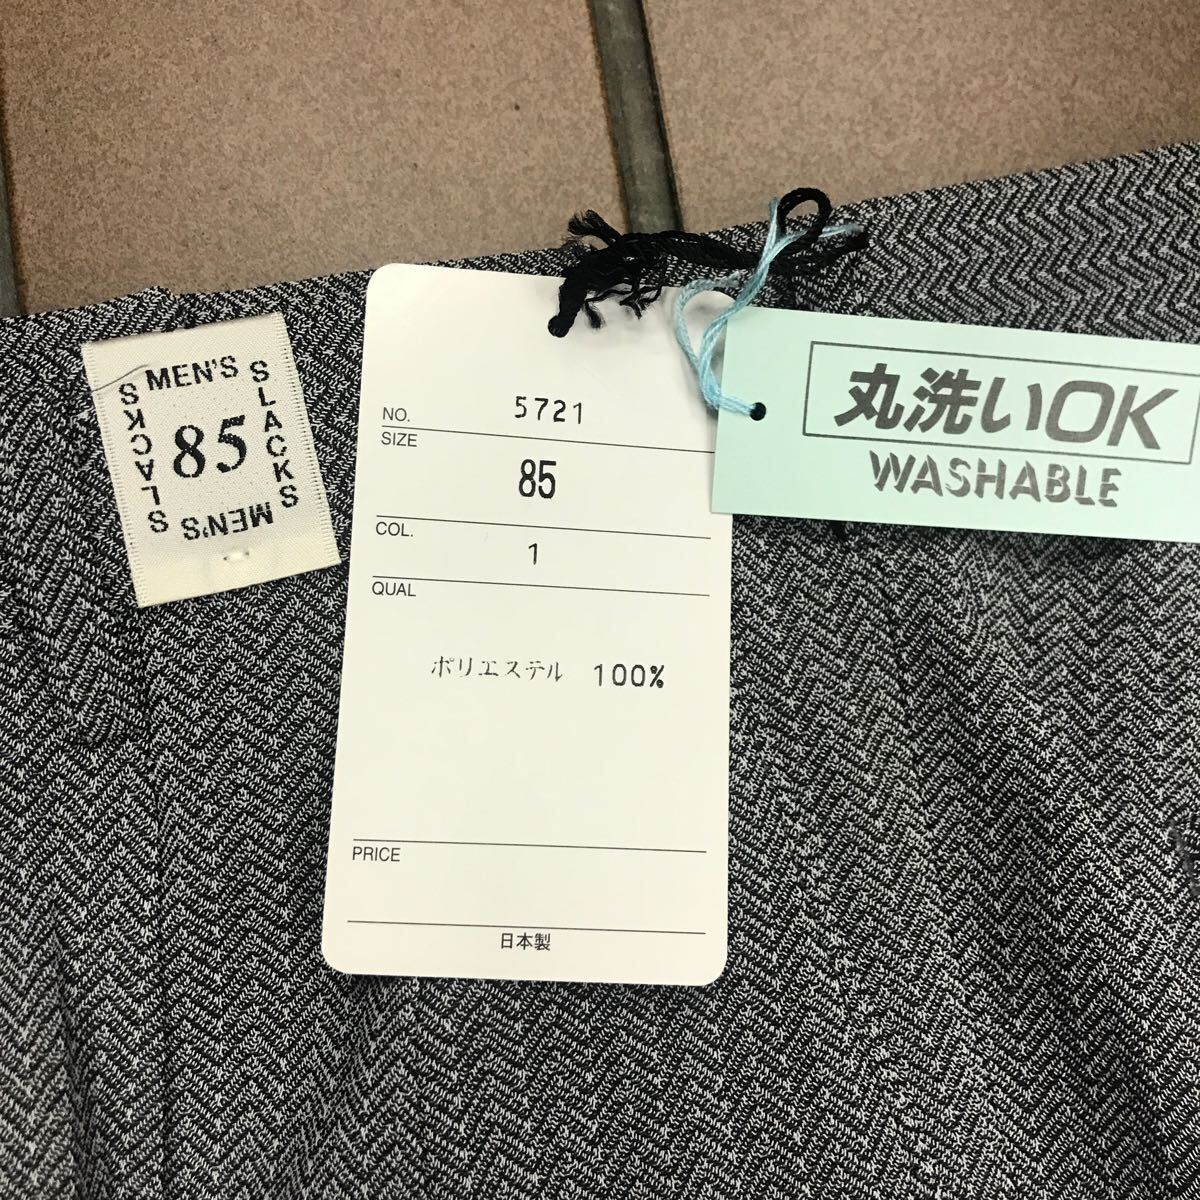 MEN'S
SLACKS
85
MEN'S
SLACKS
NO. 5721
SIZE
85
COL.
1
QUAL
ポリエステル 100%
PRICE
日本製
丸洗いOK
WASHABLE